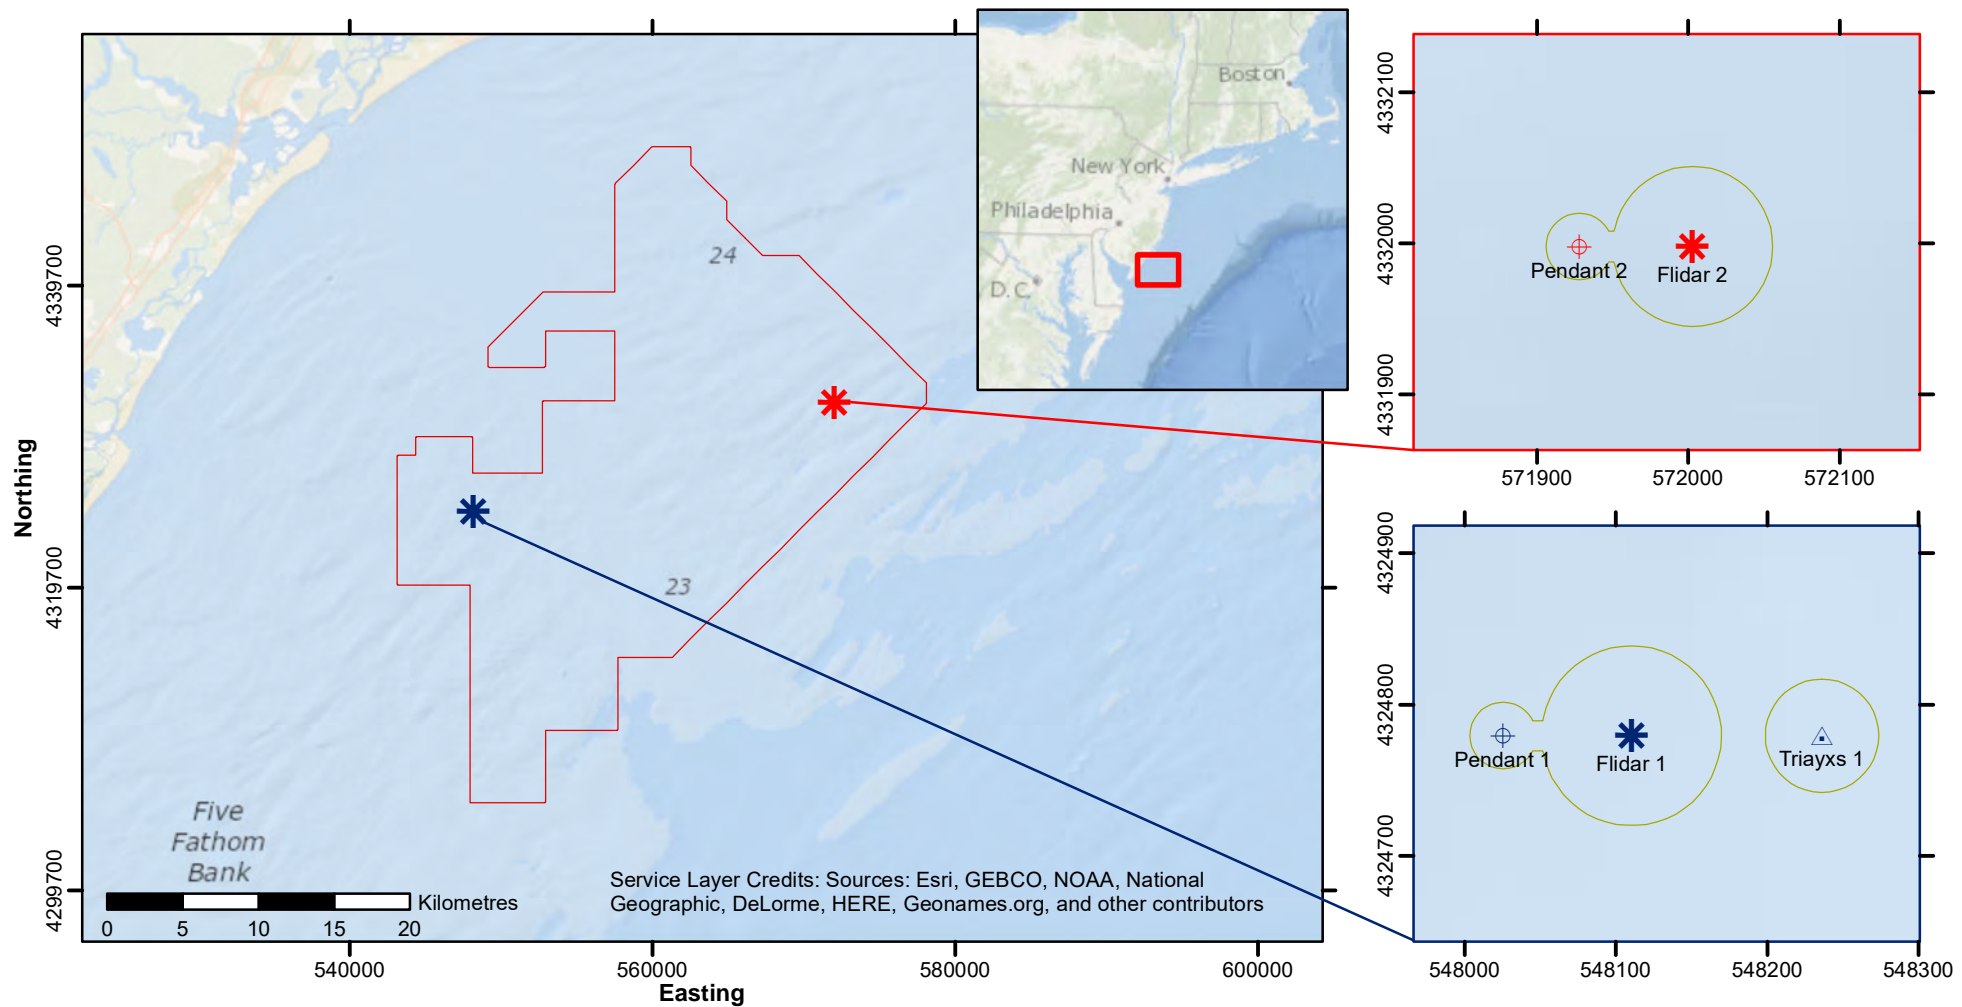 Northing
4339700
4319700
4299700
24
23
Five
Fathom
Bank
Kilometres
0 5 10 15 20
Service Layer Credits: Sources: Esri, GEBCO, NOAA, National
Geographic, DeLorme, HERE, Geonames.org, and other contributors
540000 560000 580000 600000
Easting
Boston
New York
Philadelphia
D.C.
4332100
4332000
4331900
Pendant 2
Flidar 2
571900 572000 572100
4324900
4324800
4324700
Pendant 1
Flidar 1
Triayxs 1
548000 548100 548200 548300